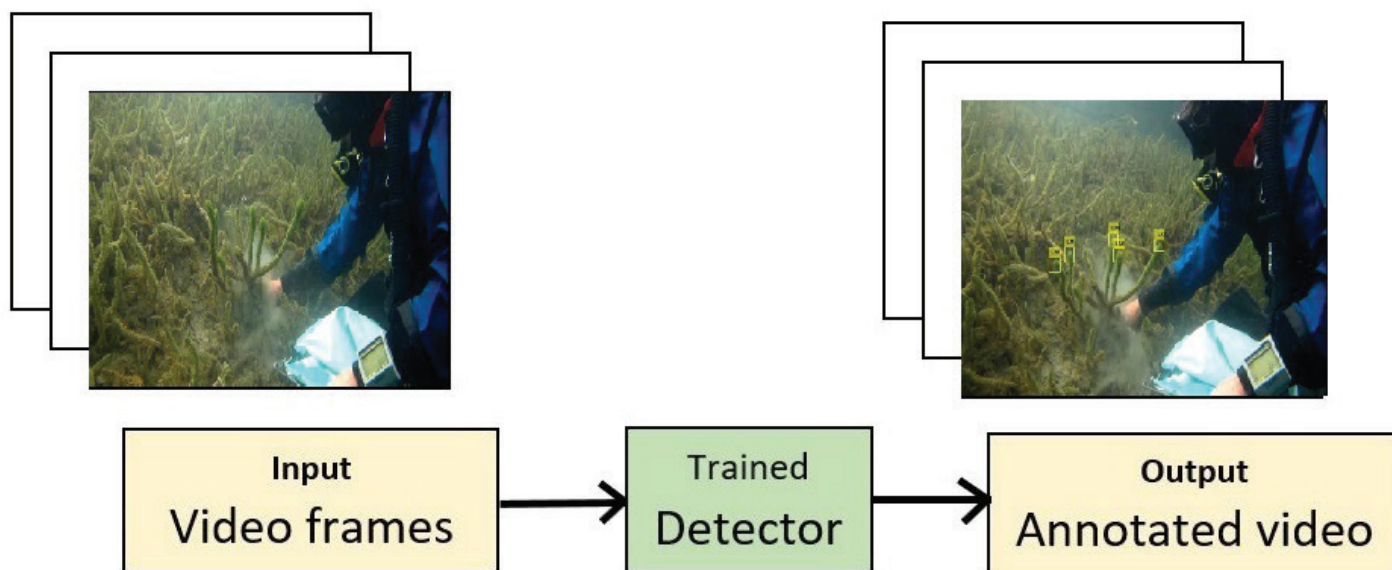 Input
Video frames
Trained
Detector
Output
Annotated video